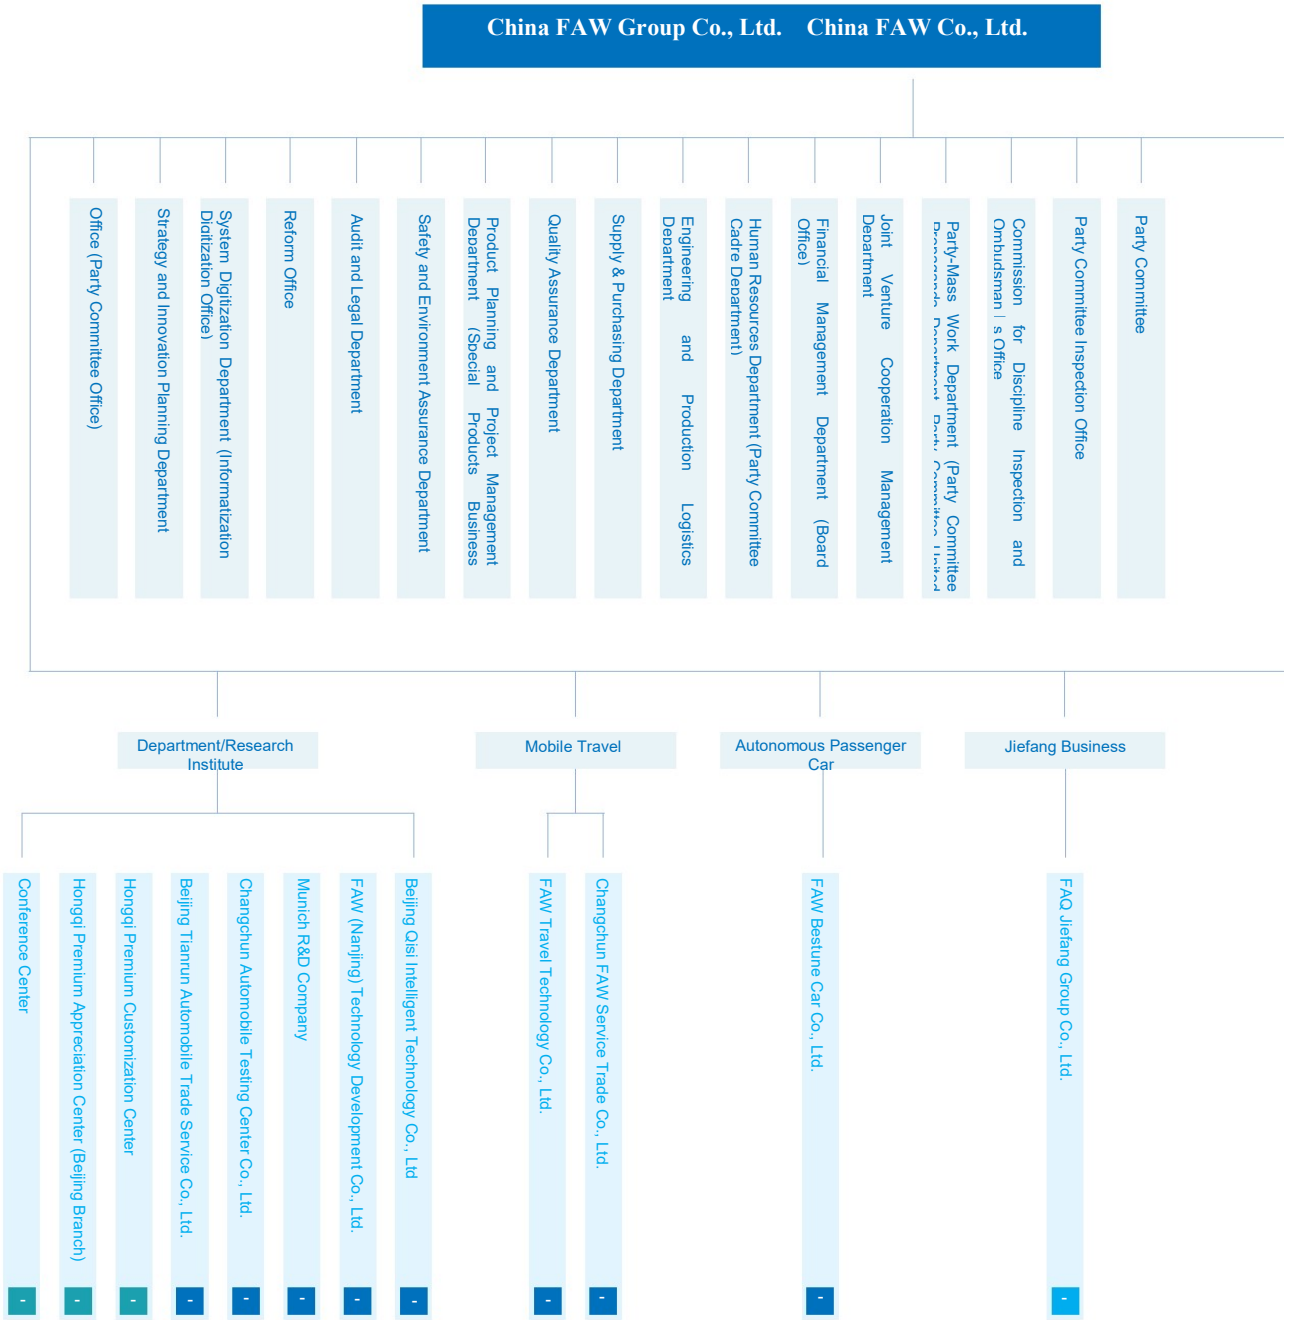 China FAW Group Co., Ltd. China FAW Co., Ltd.
Office (Party Committee Office)
Strategy and Innovation Planning Department
System Digitization Department (Informatization
Digitization Office)
Reform Office
Audit and Legal Department
Safety and Environment Assurance Department
Product Planning and Project Management
Department (Special Products Business
Quality Assurance Department
Supply & Purchasing Department
Engineering and Production Logistics
Department
Human Resources Department (Party Committee
Cadre Department)
Financial Management Department (Board
Office)
Joint Venture Cooperation Management
Department
Party-Mass Work Department (Party Committee
Propaganda Department, Party Committee United
Commission for Discipline Inspection and
Ombudsman | s Office
Party Committee Inspection Office
Party Committee
Department/Research
Institute
Mobile Travel
Autonomous Passenger
Car
Jiefang Business
Conference Center
Hongqi Premium Appreciation Center (Beijing Branch)
Hongqi Premium Customization Center
Beijing Tianrun Automobile Trade Service Co., Ltd.
Changchun Automobile Testing Center Co., Ltd.
Munich R&D Company
FAW (Nanjing) Technology Development Co., Ltd.
Beijing Qisi Intelligent Technology Co., Ltd
FAW Travel Technology Co., Ltd.
Changchun FAW Service Trade Co., Ltd.
FAW Bestune Car Co., Ltd.
FAQ Jiefang Group Co., Ltd.
- - - - - - - - - - - -